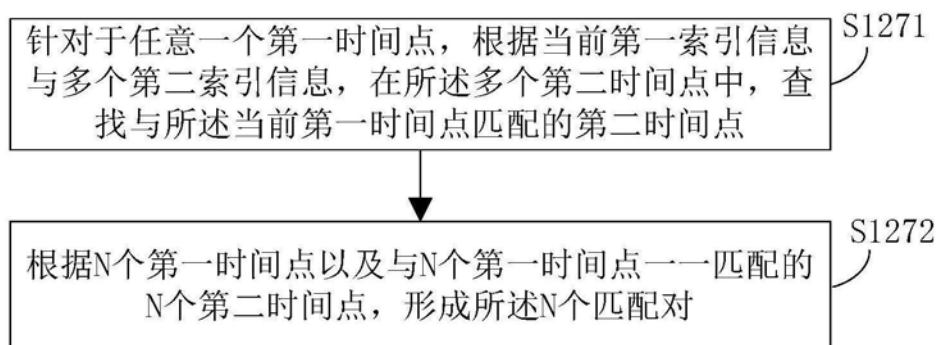 S1271
针对于任意一个第一时间点，根据当前第一索引信息
与多个第二索引信息，在所述多个第二时间点中，查
找与所述当前第一时间点匹配的第二时间点
S1272
根据N个第一时间点以及与N个第一时间点一一匹配的
N个第二时间点，形成所述N个匹配对